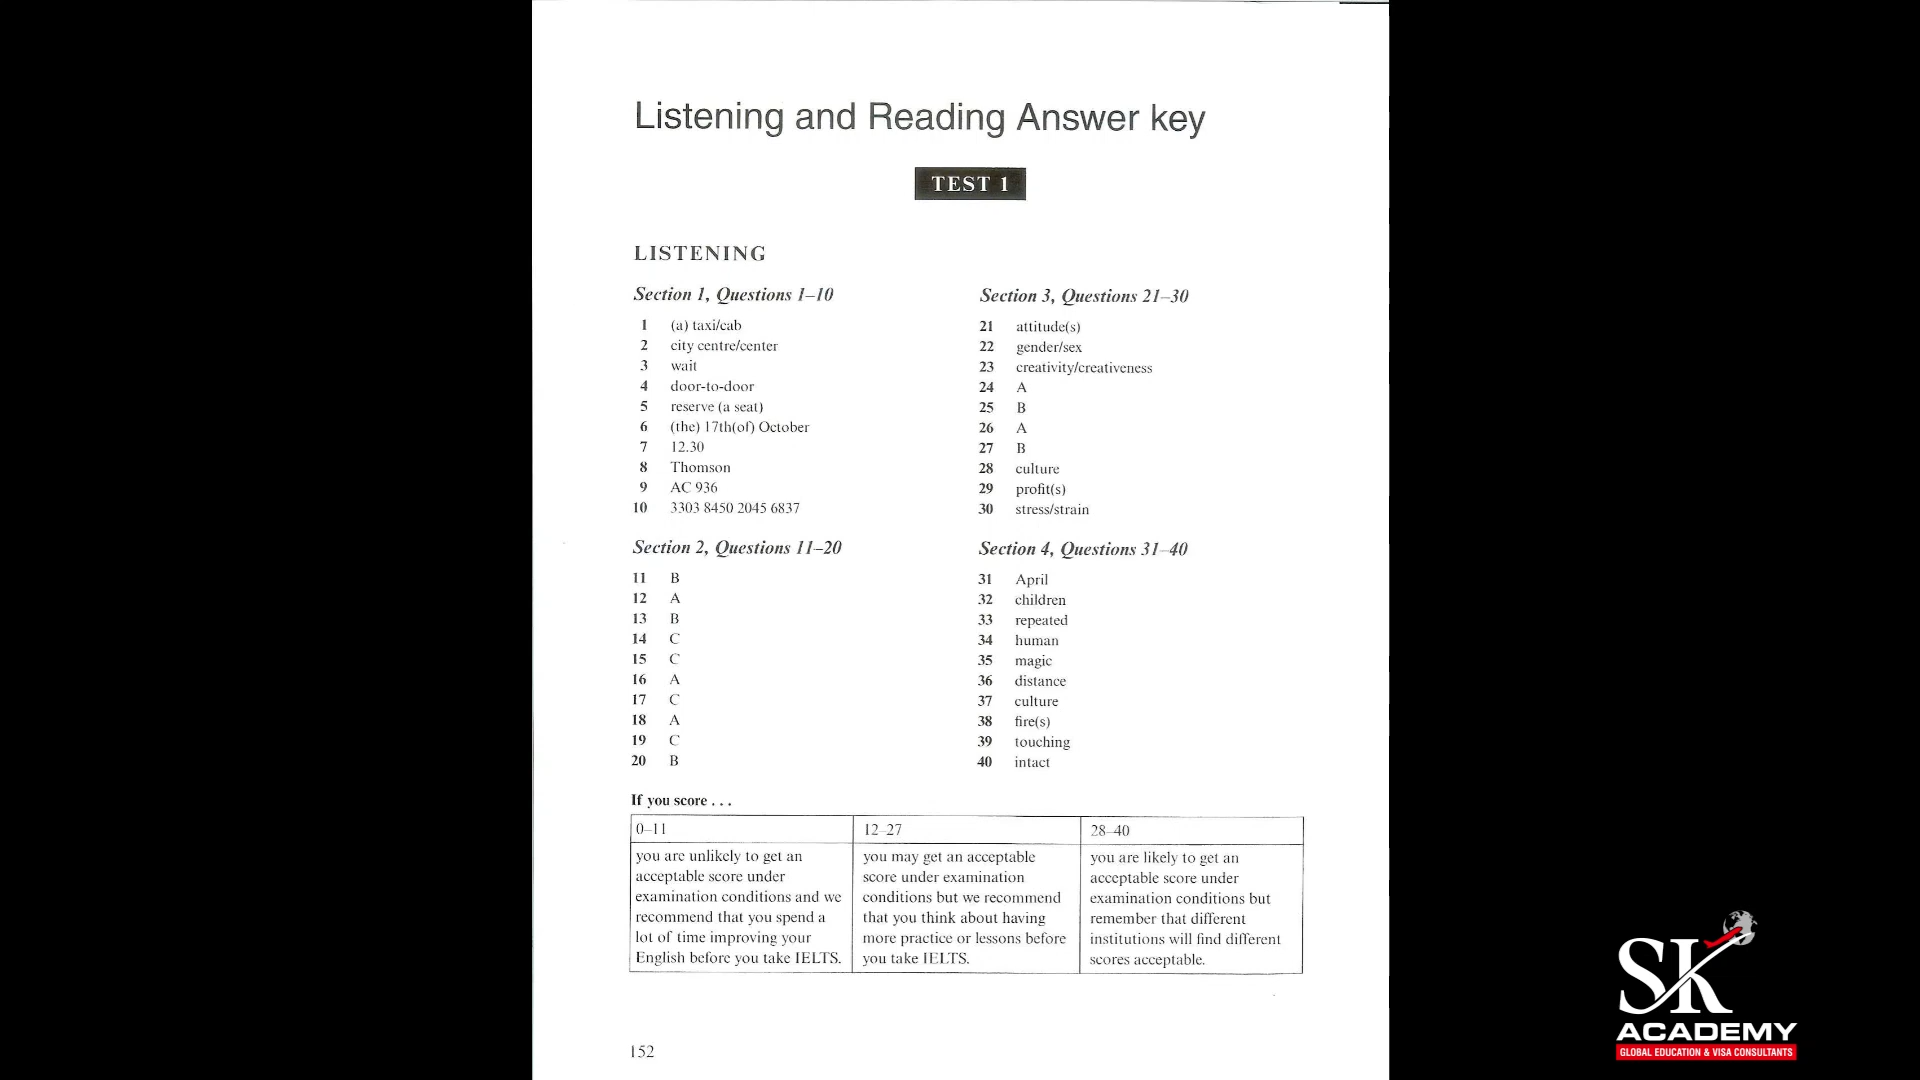 Listening and Reading Answer key
TEST 1
LISTENING
Section 1, Questions 1–10
1 (a) taxi/cab
2 city centre/center
3 wait
4 door-to-door
5 reserve (a seat)
6 (the) 17th(of) October
7 12.30
8 Thomson
9 AC 936
10 3303 8450 2045 6837
Section 2, Questions 11–20
11 B
12 A
13 B
14 C
15 C
16 A
17 C
18 A
19 C
20 B
Section 3, Questions 21–30
21 attitude(s)
22 gender/sex
23 creativity/creativeness
24 A
25 B
26 A
27 B
28 culture
29 profit(s)
30 stress/strain
Section 4, Questions 31–40
31 April
32 children
33 repeated
34 human
35 magic
36 distance
37 culture
38 fire(s)
39 touching
40 intact
If you score . . .
0–11
you are unlikely to get an
acceptable score under
examination conditions and we
recommend that you spend a
lot of time improving your
English before you take IELTS.
12–27
you may get an acceptable
score under examination
conditions but we recommend
that you think about having
more practice or lessons before
you take IELTS.
28–40
you are likely to get an
acceptable score under
examination conditions but
remember that different
institutions will find different
scores acceptable.
152
SK
ACADEMY
GLOBAL EDUCATION & VISA CONSULTANTS